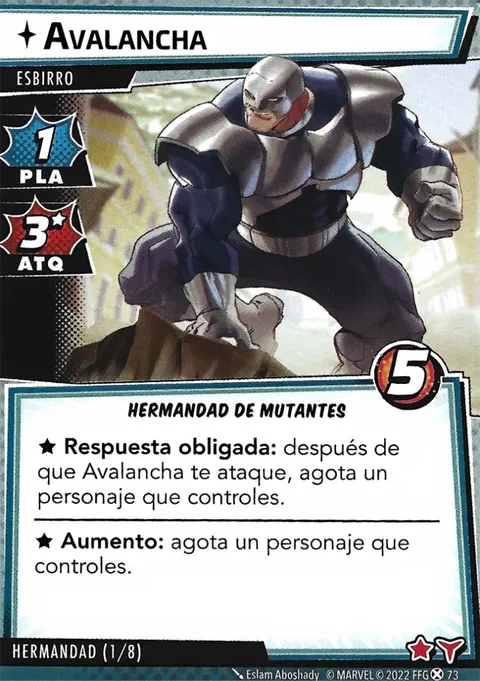 AVALANCHA
ESBIRRO
1
PLA
3★
ATQ
5
HERMANDAD DE MUTANTES
★ Respuesta obligada: después de
que Avalancha te ataque, agota un
personaje que controles.
★ Aumento: agota un personaje que
controles.
HERMANDAD (1/8)
Eslam Aboshady © MARVEL © 2022 FFG 73